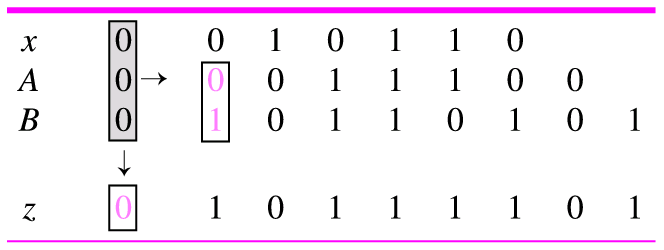 x 0 0 1 0 1 1 0
A 0 → 0 0 1 1 1 0 0
B 0 1 0 1 1 0 1 0 1
↓
z 0 1 0 1 1 1 1 0 1